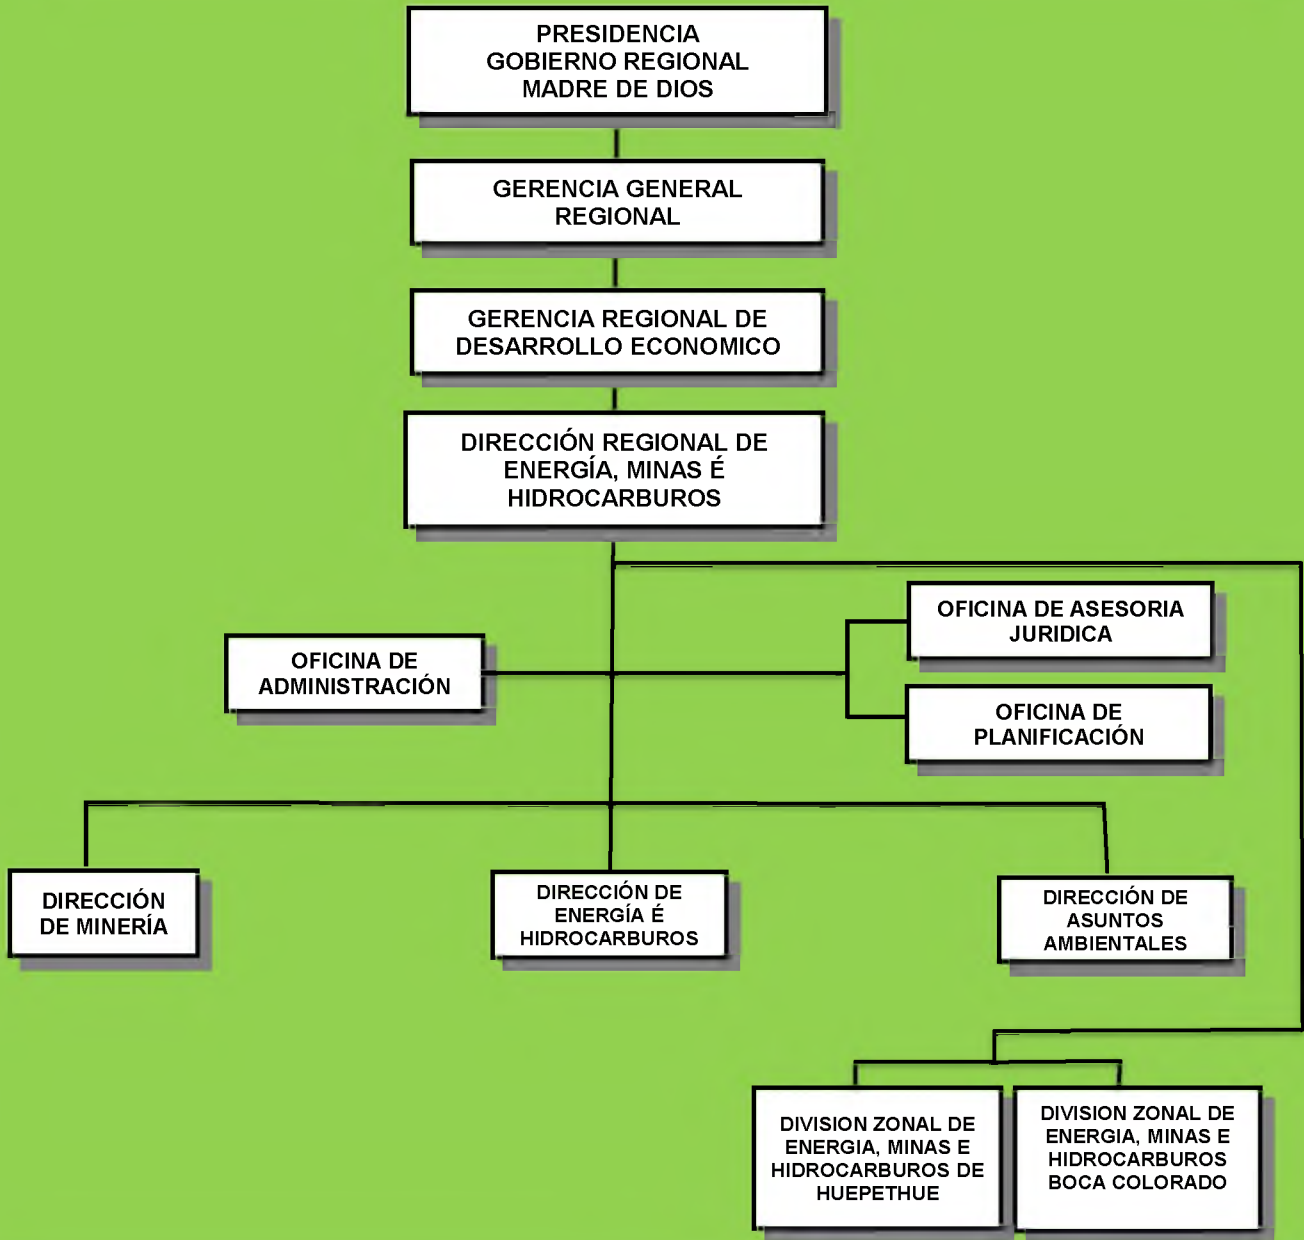 PRESIDENCIA
GOBIERNO REGIONAL
MADRE DE DIOS
GERENCIA GENERAL
REGIONAL
GERENCIA REGIONAL DE
DESARROLLO ECONOMICO
DIRECCIÓN REGIONAL DE
ENERGÍA, MINAS É
HIDROCARBUROS
OFICINA DE ASESORIA
JURIDICA
OFICINA DE
ADMINISTRACIÓN
OFICINA DE
PLANIFICACIÓN
DIRECCIÓN
DE MINERÍA
DIRECCIÓN DE
ENERGÍA É
HIDROCARBUROS
DIRECCIÓN DE
ASUNTOS
AMBIENTALES
DIVISION ZONAL DE
ENERGIA, MINAS E
HIDROCARBUROS DE
HUEPETHUE
DIVISION ZONAL DE
ENERGIA, MINAS E
HIDROCARBUROS
BOCA COLORADO